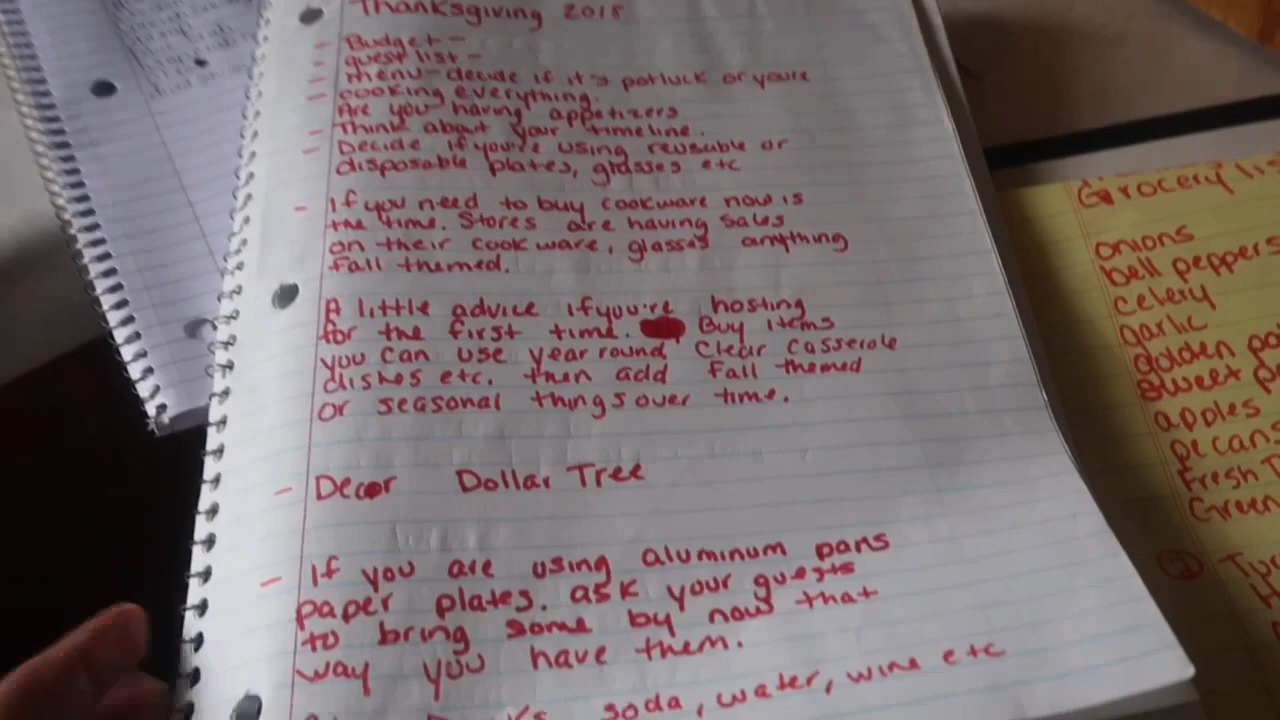 Thanksgiving 2018
- Budget -
- guest list -
- menu - decide if it's potluck or you're
- cooking everything.
Are you having appetizers
- Think about your timeline.
- Decide if you're using reusable or
disposable plates, glasses etc
- If you need to buy cookware now is
the time. Stores are having sales
on their cookware, glasses anything
fall themed.
A little advice if you're hosting
for the first time. Buy items
you can use year round, clear casserole
dishes etc. then add fall themed
or seasonal things over time.
- Decor Dollar Tree
- If you are using aluminum pans
paper plates. ask your guests
to bring some by now that
way you have them.
soda, water, wine etc
Grocery
onions
bell peppers
celery
garlic
golden
sweet
apples
pecans
Fresh
Green
2